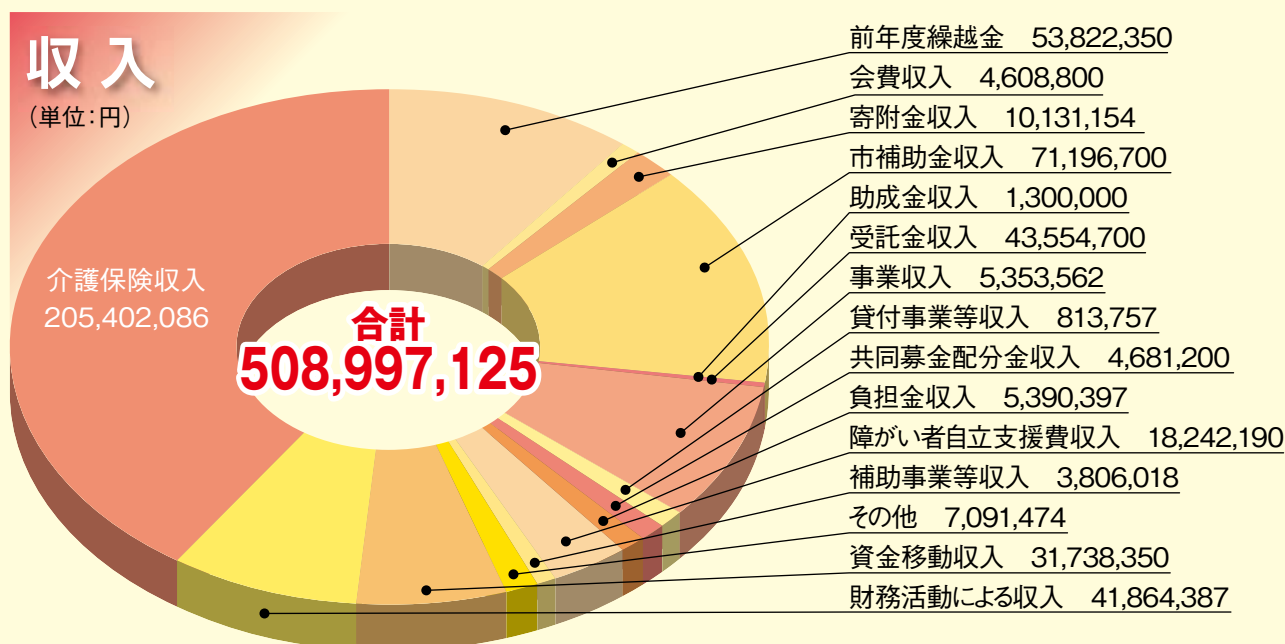 収入
(単位:円)
前年度繰越金 53,822,350
会費収入 4,608,800
寄附金収入 10,131,154
市補助金収入 71,196,700
助成金収入 1,300,000
受託金収入 43,554,700
事業収入 5,353,562
貸付事業等収入 813,757
共同募金配分金収入 4,681,200
負担金収入 5,390,397
障がい者自立支援費収入 18,242,190
補助事業等収入 3,806,018
その他 7,091,474
資金移動収入 31,738,350
財務活動による収入 41,864,387
介護保険収入
205,402,086
合計
508,997,125